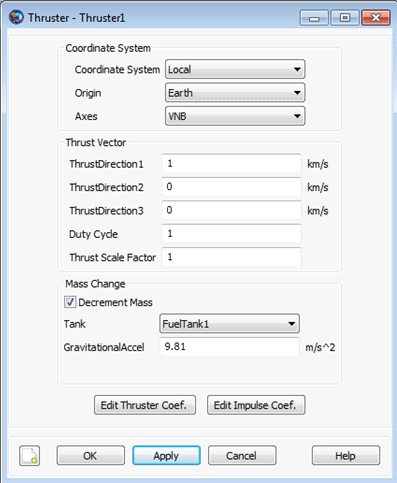 Thruster - Thruster1
Coordinate System
Coordinate System Local
Origin Earth
Axes VNB
Thrust Vector
ThrustDirection1 1 km/s
ThrustDirection2 0 km/s
ThrustDirection3 0 km/s
Duty Cycle 1
Thrust Scale Factor 1
Mass Change
Decrement Mass
Tank FuelTank1
GravitationalAccel 9.81 m/s^2
Edit Thruster Coef. Edit Impulse Coef.
OK Apply Cancel Help